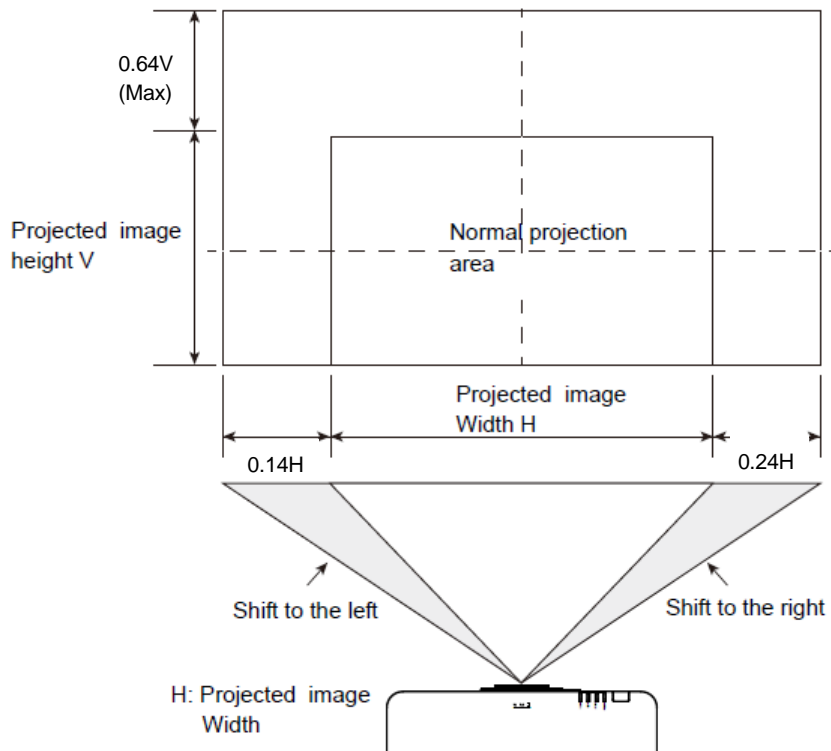 0.64V
(Max)
Projected image
height V
Normal projection
area
Projected image
Width H
0.14H
0.24H
Shift to the left
Shift to the right
H: Projected image
Width